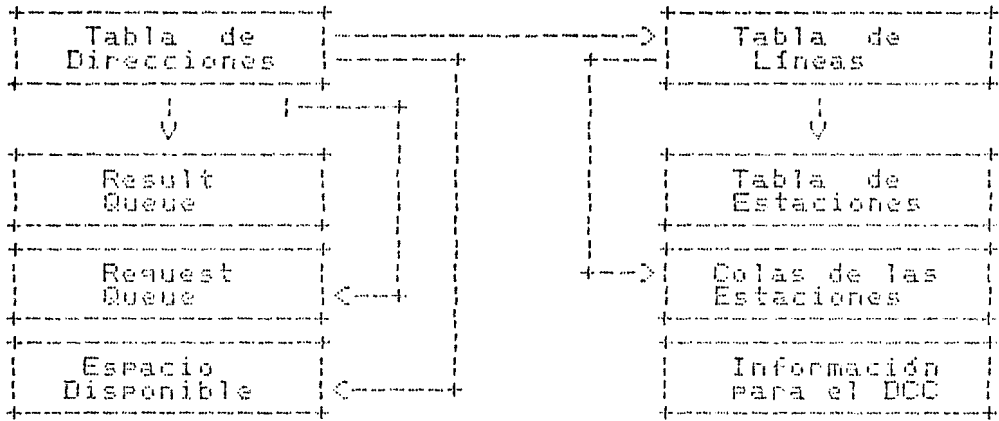 Tabla de
Direcciones
Tabla de
Líneas
Result
Queue
Tabla de
Estaciones
Request
Queue
Colas de las
Estaciones
Espacio
Disponible
Información
para el DCC